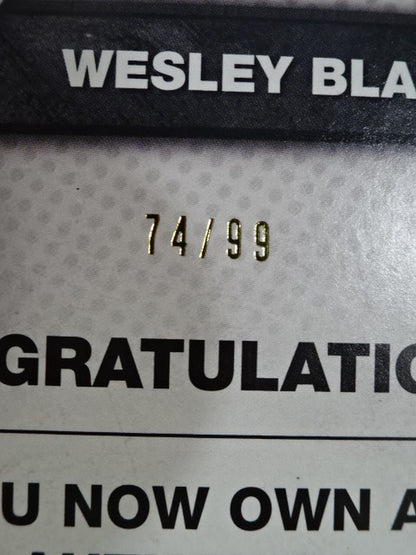 WESLEY BLA
74/99
GRATULATIO
U NOW OWN A